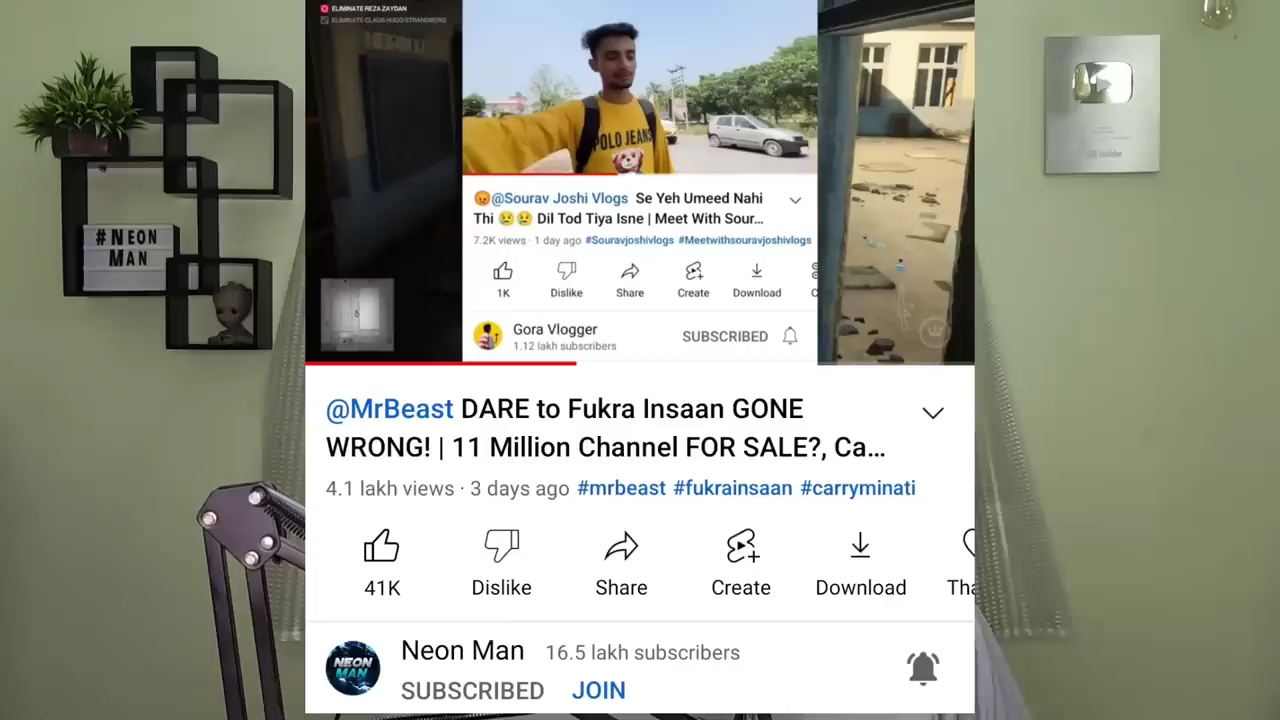 ELIMINATE REZA ZAYDAN
ELIMINATE CLAUS HUGO STRANDBERG
POLO JEANS
😡@Sourav Joshi Vlogs Se Yeh Umeed Nahi
Thi 😢😢 Dil Tod Tiya Isne | Meet With Sour...
7.2K views · 1 day ago #Souravjoshivlogs #Meetwithsouravjoshivlogs
1K Dislike Share Create Download C
Gora Vlogger
1.12 lakh subscribers
SUBSCRIBED
#NEON
MAN
@MrBeast DARE to Fukra Insaan GONE
WRONG! | 11 Million Channel FOR SALE?, Ca...
4.1 lakh views · 3 days ago #mrbeast #fukrainsaan #carryminati
41K Dislike Share Create Download Tha
NEON
MAN
Neon Man 16.5 lakh subscribers
SUBSCRIBED JOIN